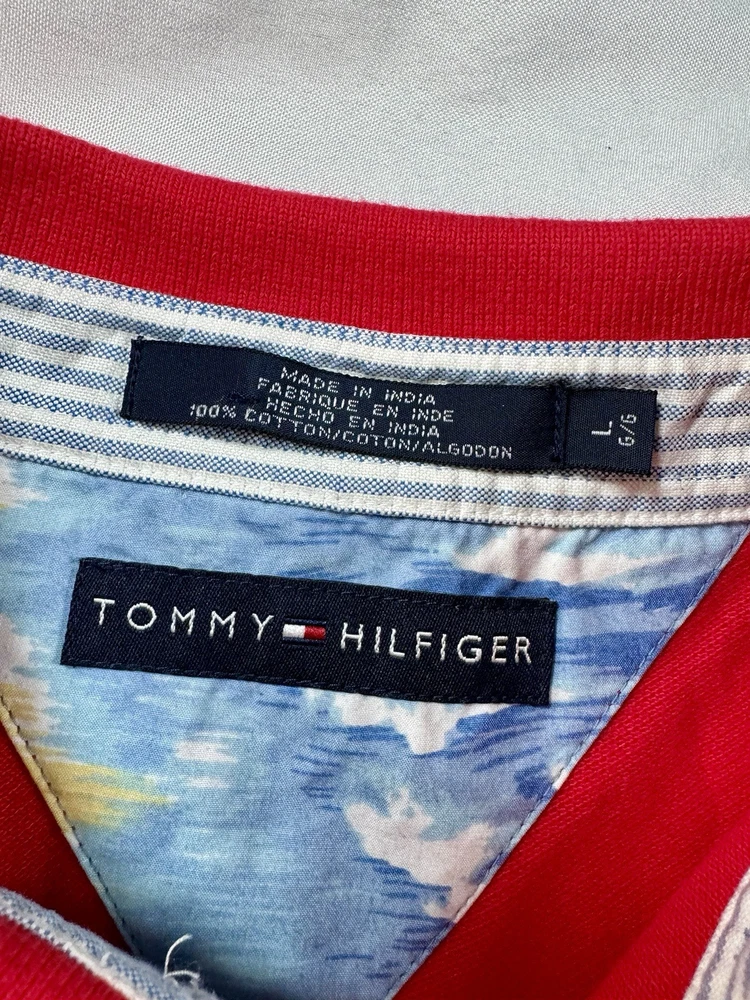 MADE IN INDIA
FABRIQUE EN INDE
HECHO EN INDIA
100% COTTON/COTON/ALGODON
L
G/G
TOMMY HILFIGER